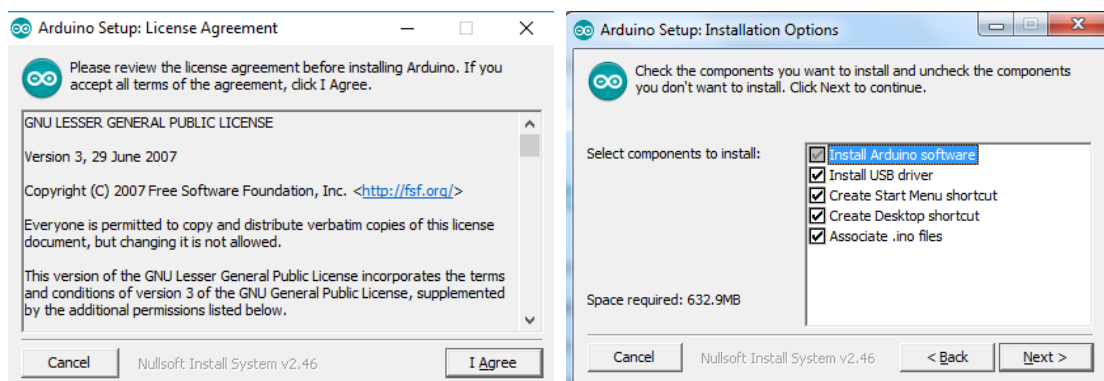 Arduino Setup: License Agreement
Please review the license agreement before installing Arduino. If you
accept all terms of the agreement, click I Agree.
GNU LESSER GENERAL PUBLIC LICENSE
Version 3, 29 June 2007
Copyright (C) 2007 Free Software Foundation, Inc. <http://fsf.org/>
Everyone is permitted to copy and distribute verbatim copies of this license
document, but changing it is not allowed.
This version of the GNU Lesser General Public License incorporates the terms
and conditions of version 3 of the GNU General Public License, supplemented
by the additional permissions listed below.
Cancel
Nullsoft Install System v2.46
I Agree
Arduino Setup: Installation Options
Check the components you want to install and uncheck the components
you don't want to install. Click Next to continue.
Select components to install:
Install Arduino software
Install USB driver
Create Start Menu shortcut
Create Desktop shortcut
Associate .ino files
Space required: 632.9MB
Cancel
Nullsoft Install System v2.46
< Back
Next >